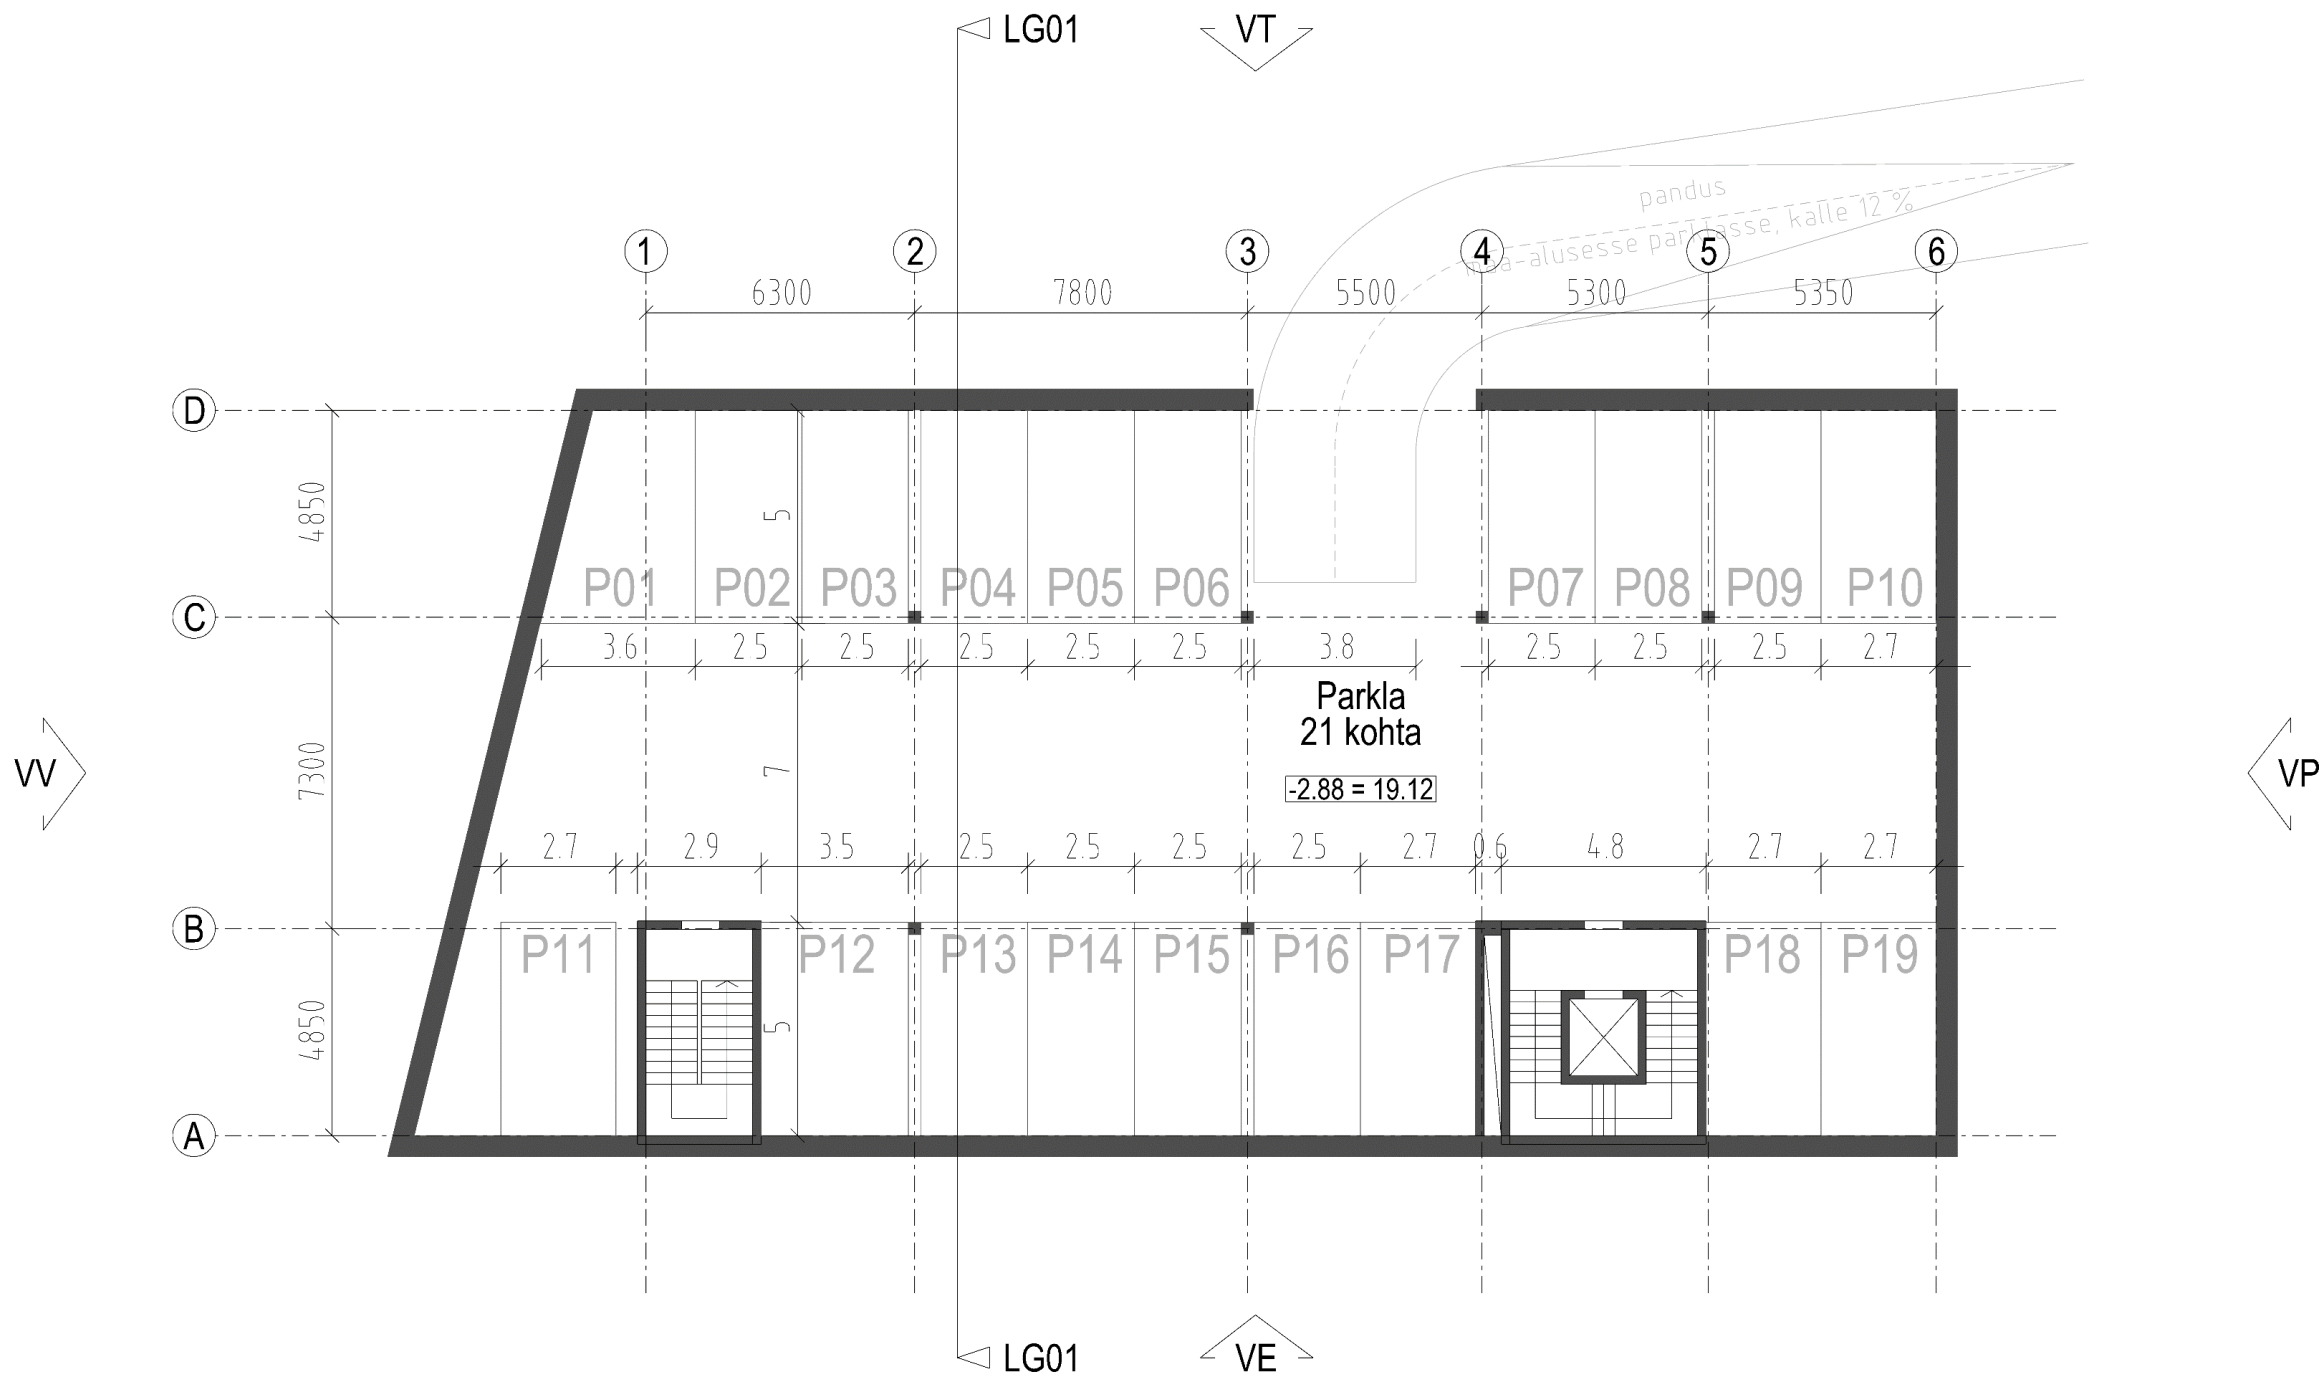 LG01 VT
pandus
maa-alusesse parklasse, kalle 12 %
1 2 3 4 5 6
6300 7800 5500 5300 5350
D
4850
5
P01 P02 P03 P04 P05 P06 P07 P08 P09 P10
C
3.6 2.5 2.5 2.5 2.5 2.5 3.8 2.5 2.5 2.5 2.7
Parkla
21 kohta
VV 7300 7 VP
-2.88 = 19.12
2.7 2.9 3.5 2.5 2.5 2.5 2.5 2.7 0.6 4.8 2.7 2.7
B
P11 P12 P13 P14 P15 P16 P17 P18 P19
4850 5
A
LG01 VE